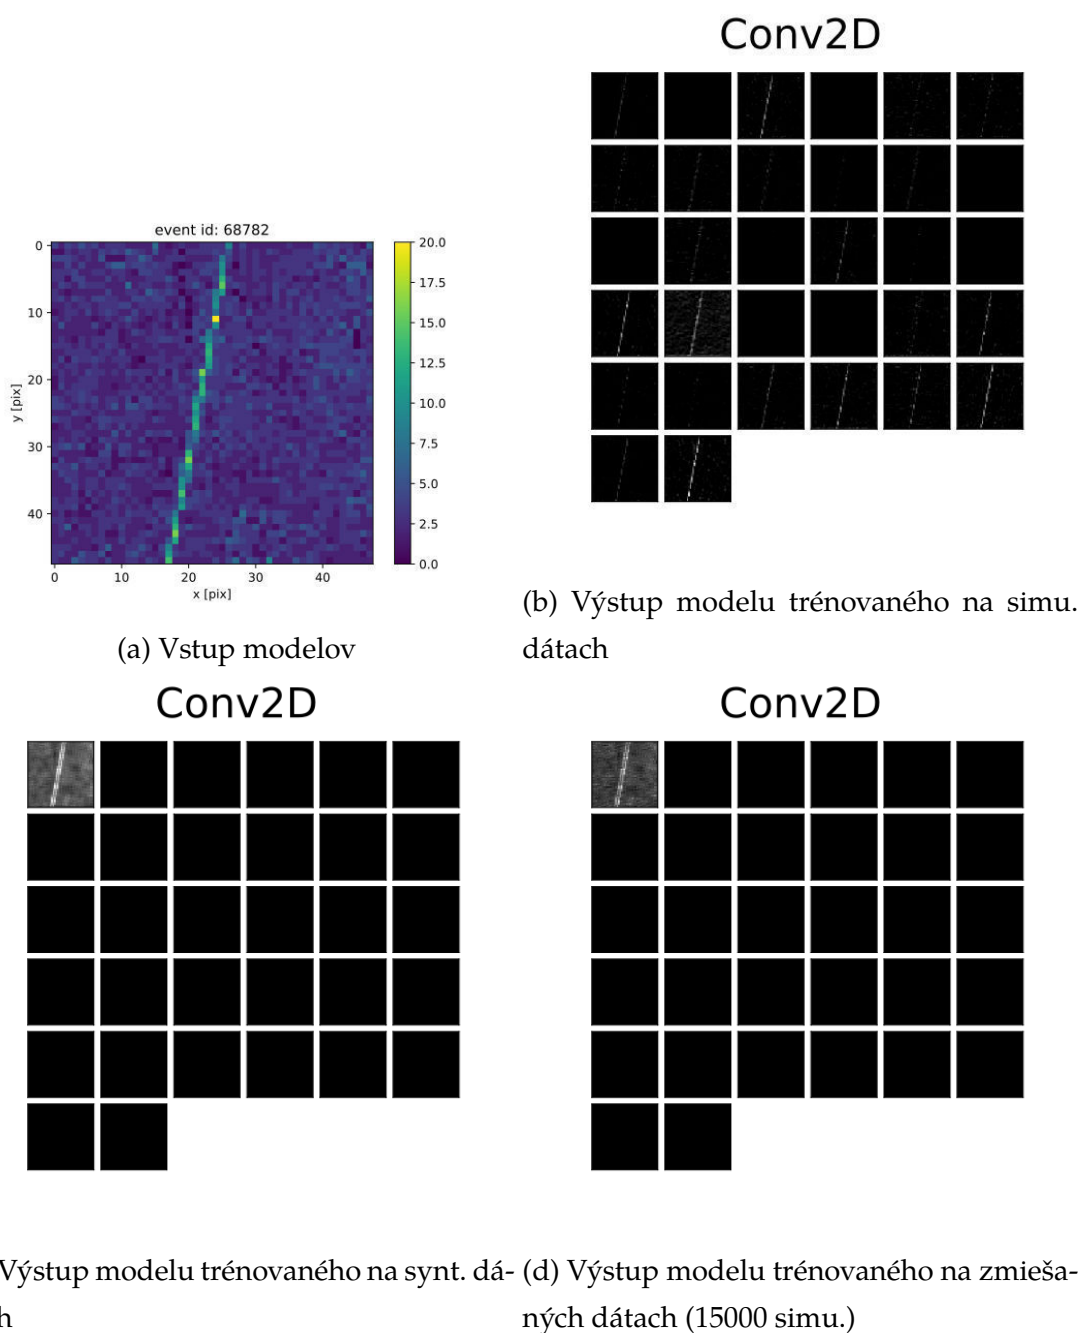 Conv2D
event id: 68782
0
10
20
30
40
y [pix]
0 10 20 30 40
x [pix]
20.0
17.5
15.0
12.5
10.0
7.5
5.0
2.5
0.0
(a) Vstup modelov
(b) Výstup modelu trénovaného na simu.
dátach
Conv2D
Conv2D
Výstup modelu trénovaného na synt. dá-
h
(d) Výstup modelu trénovaného na zmieša-
ných dátach (15000 simu.)